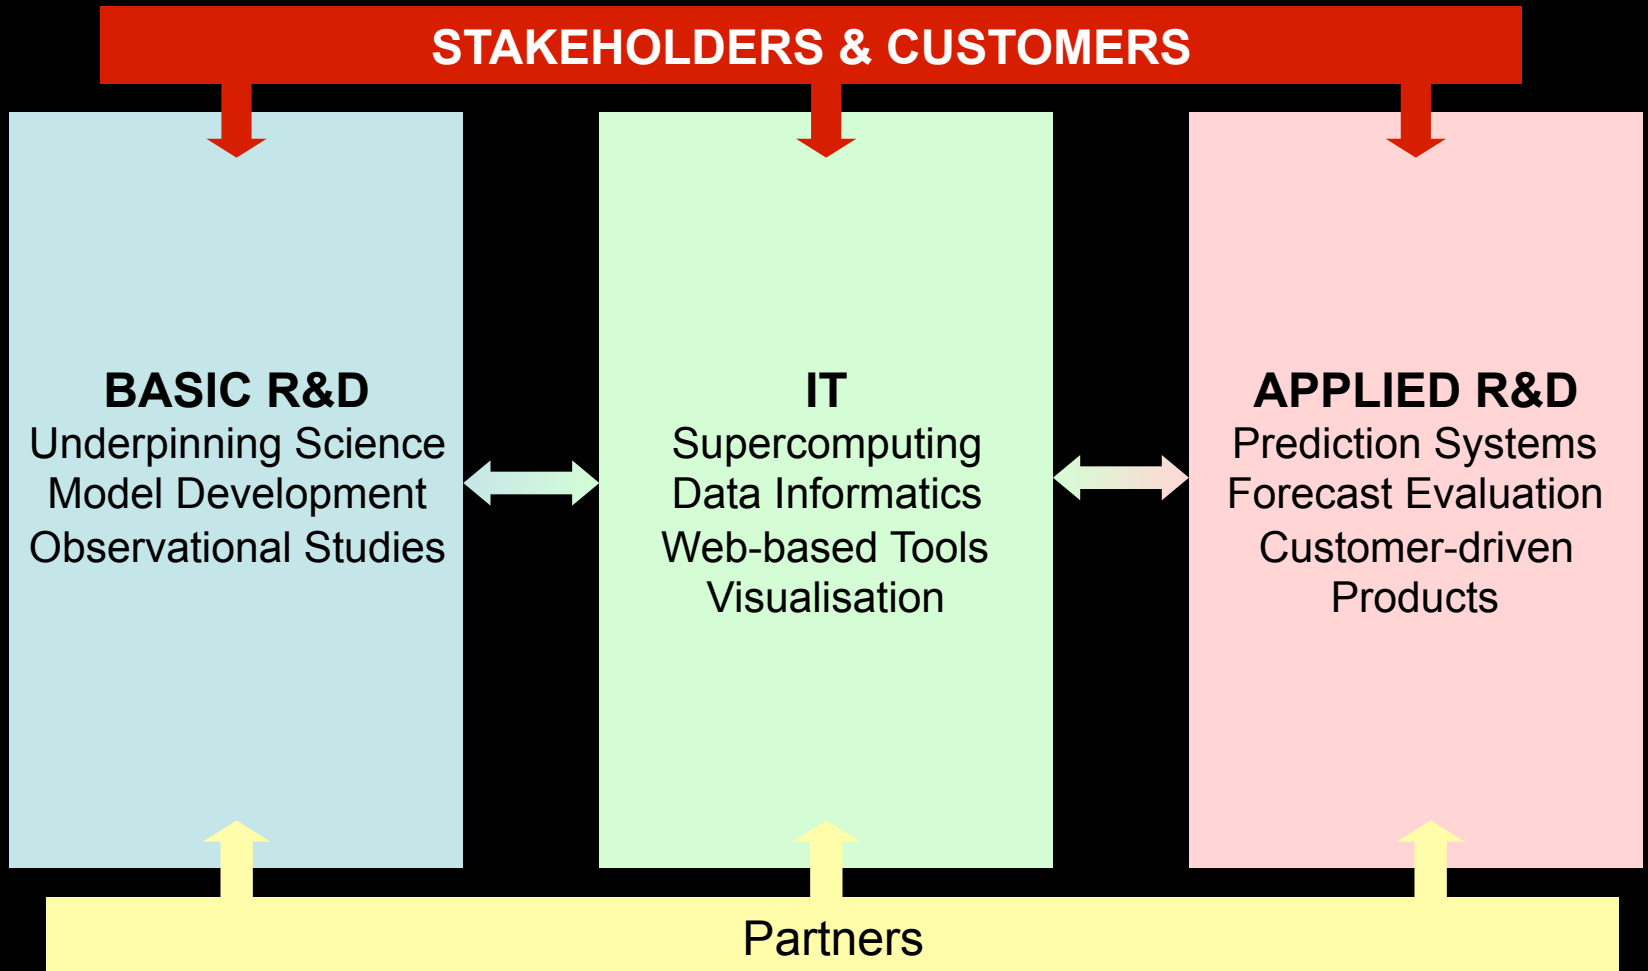 STAKEHOLDERS & CUSTOMERS
BASIC R&D
Underpinning Science
Model Development
Observational Studies
IT
Supercomputing
Data Informatics
Web-based Tools
Visualisation
APPLIED R&D
Prediction Systems
Forecast Evaluation
Customer-driven
Products
Partners